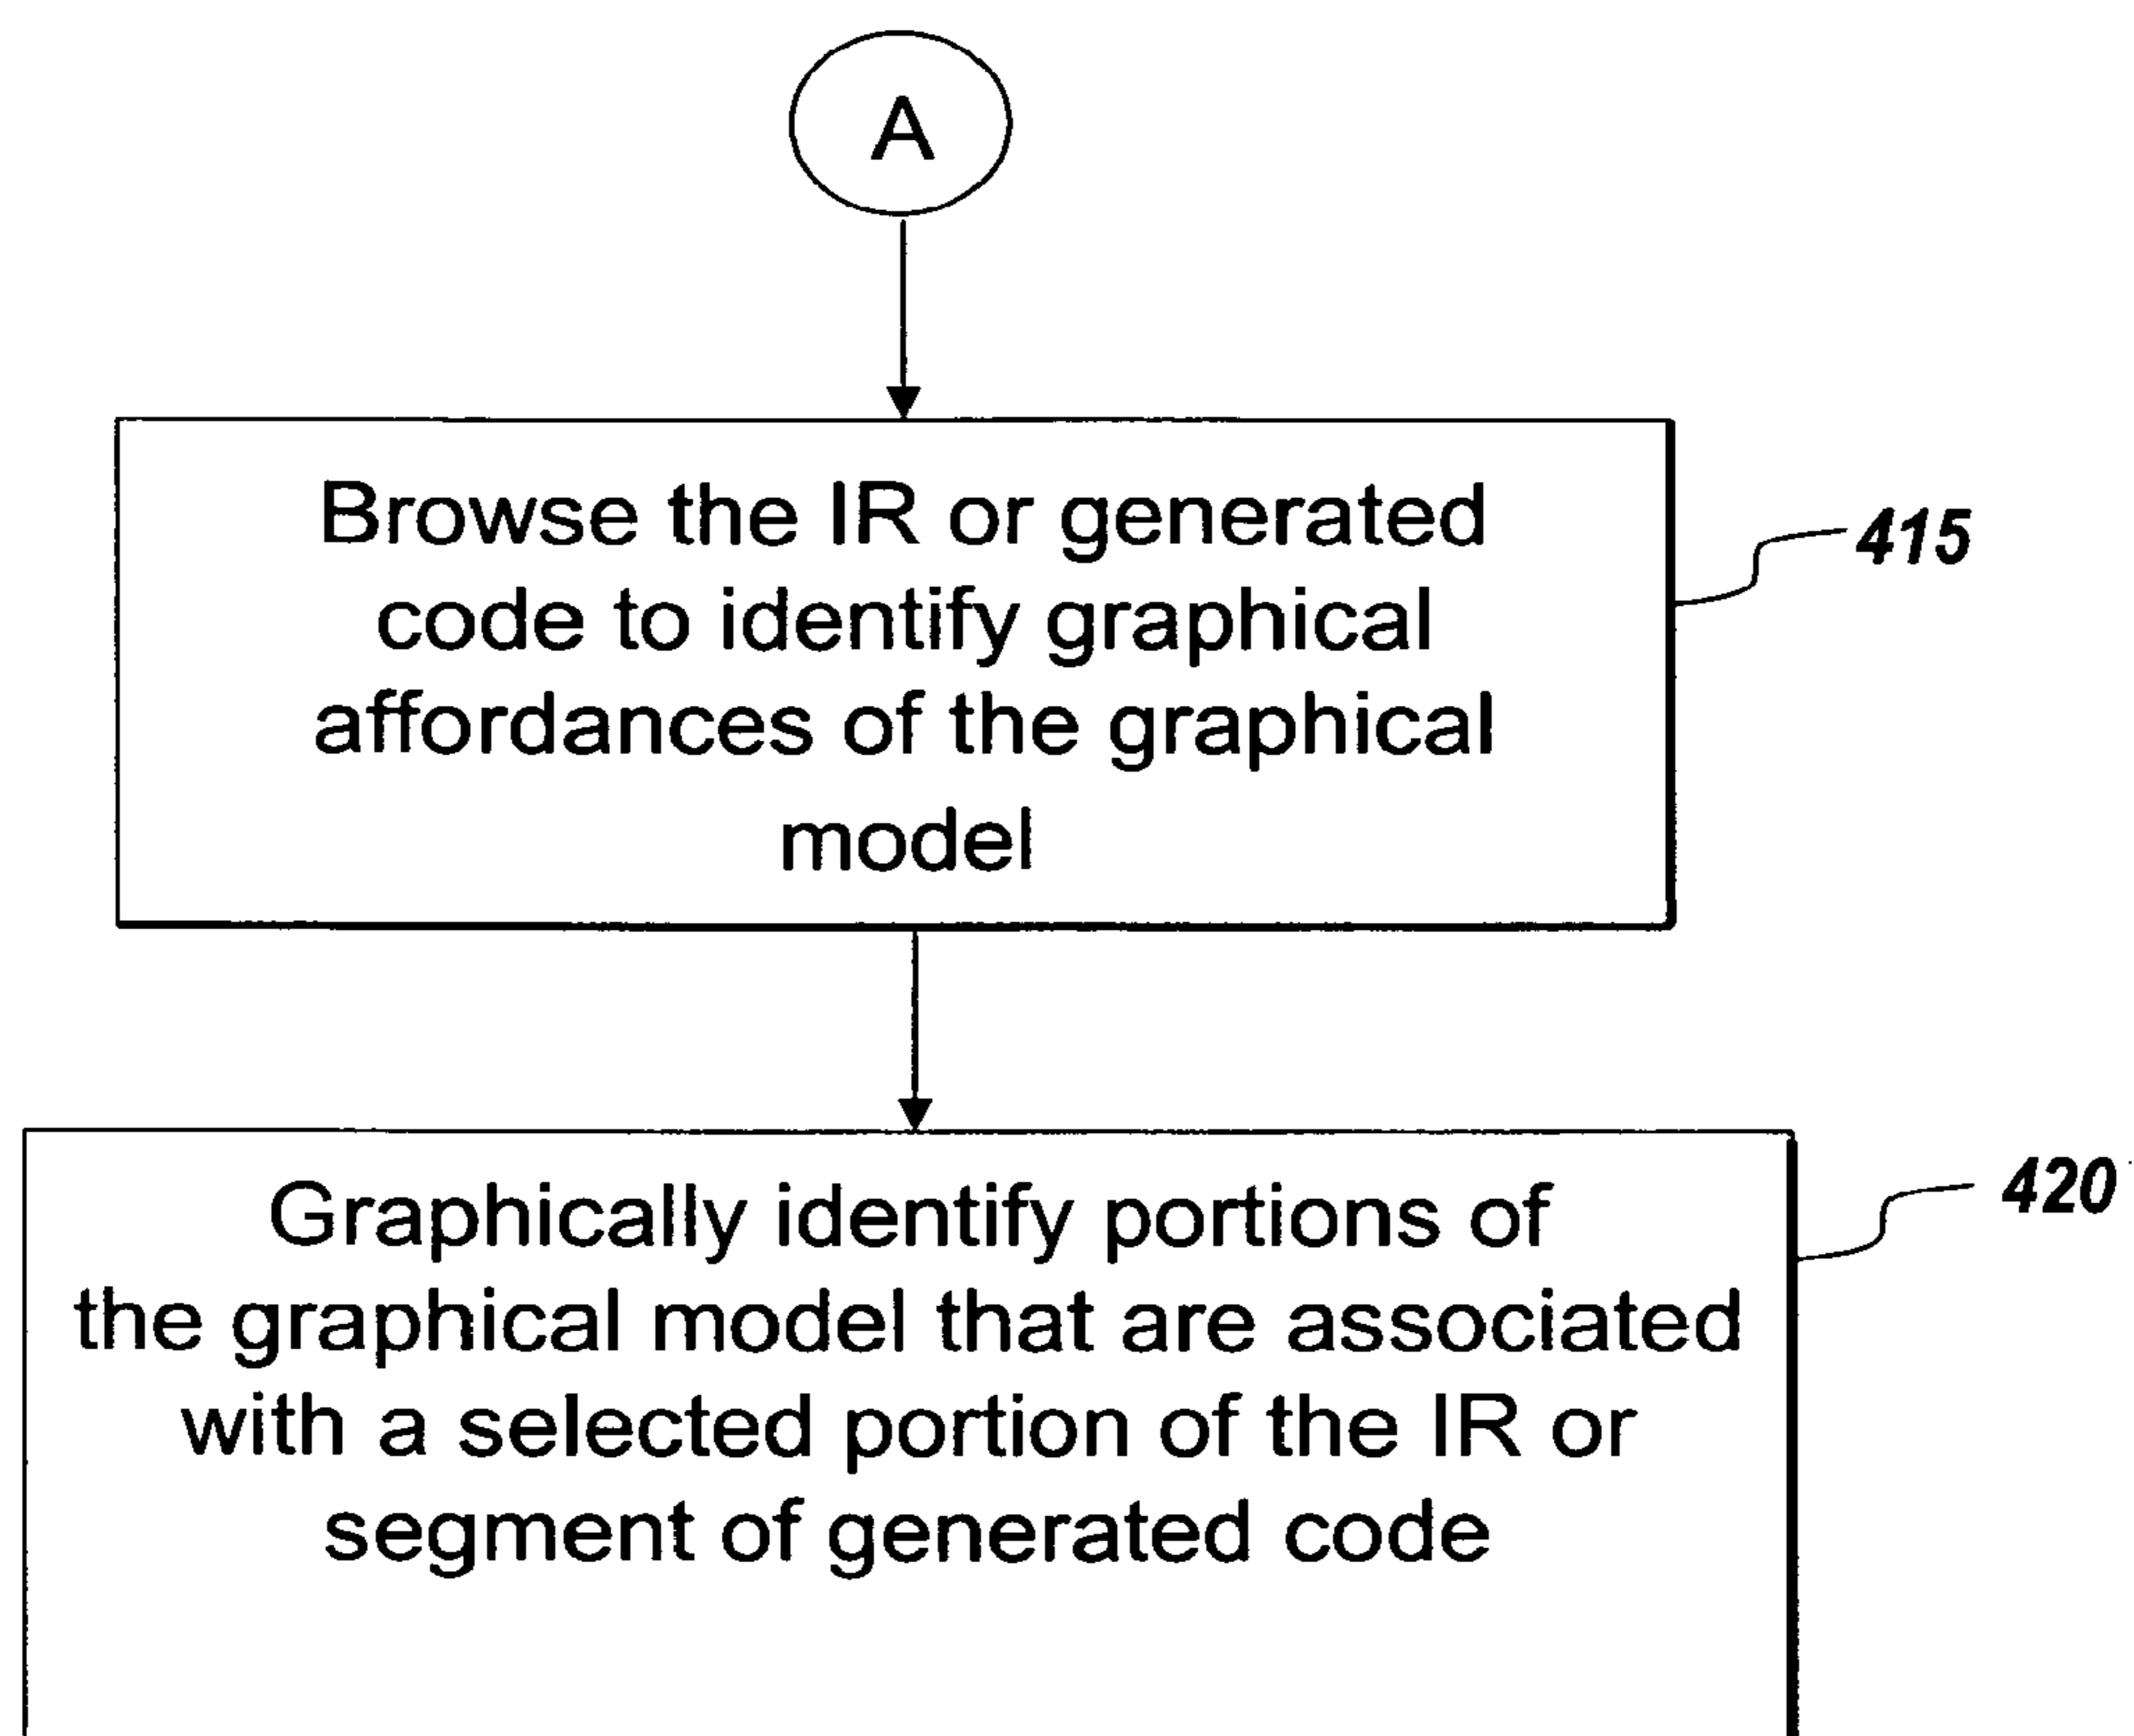 A
Browse the IR or generated
code to identify graphical
affordances of the graphical
model
415
Graphically identify portions of
the graphical model that are associated
with a selected portion of the IR or
segment of generated code
420